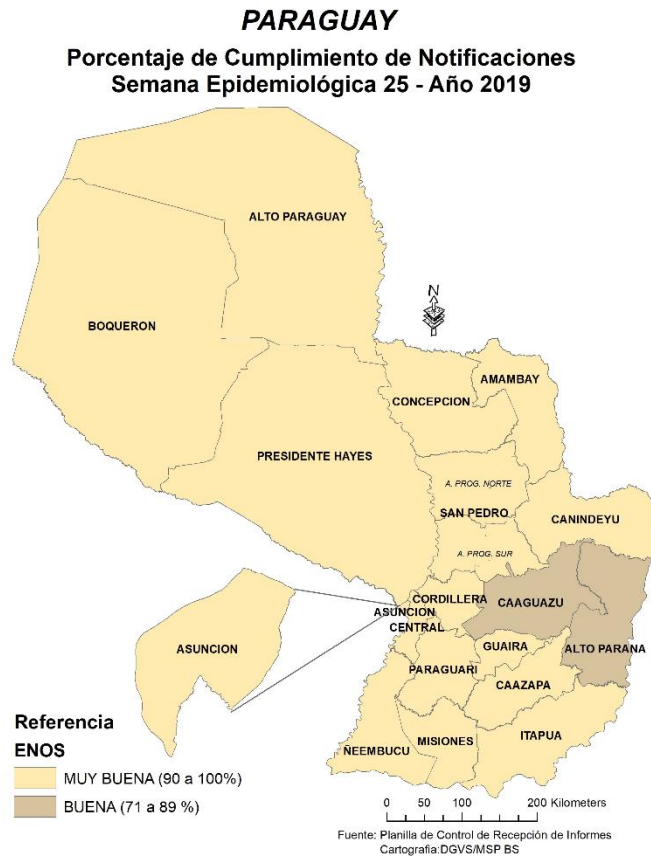 PARAGUAY
Porcentaje de Cumplimiento de Notificaciones
Semana Epidemiológica 25 - Año 2019
ALTO PARAGUAY
BOQUERON
N
AMAMBAY
CONCEPCION
PRESIDENTE HAYES
A. PROG. NORTE
SAN PEDRO
CANINDEYU
A. PROG. SUR
CORDILLERA
CAAGUAZU
ASUNCION
CENTRAL
ASUNCION
GUAIRA
ALTO PARANA
PARAGUARI
CAAZAPA
ITAPUA
MISIONES
ÑEEMBUCU
Referencia
ENOS
MUY BUENA (90 a 100%)
BUENA (71 a 89 %)
0 50 100 200 Kilometers
Fuente: Planilla de Control de Recepción de Informes
Cartografia:DGVS/MSP BS